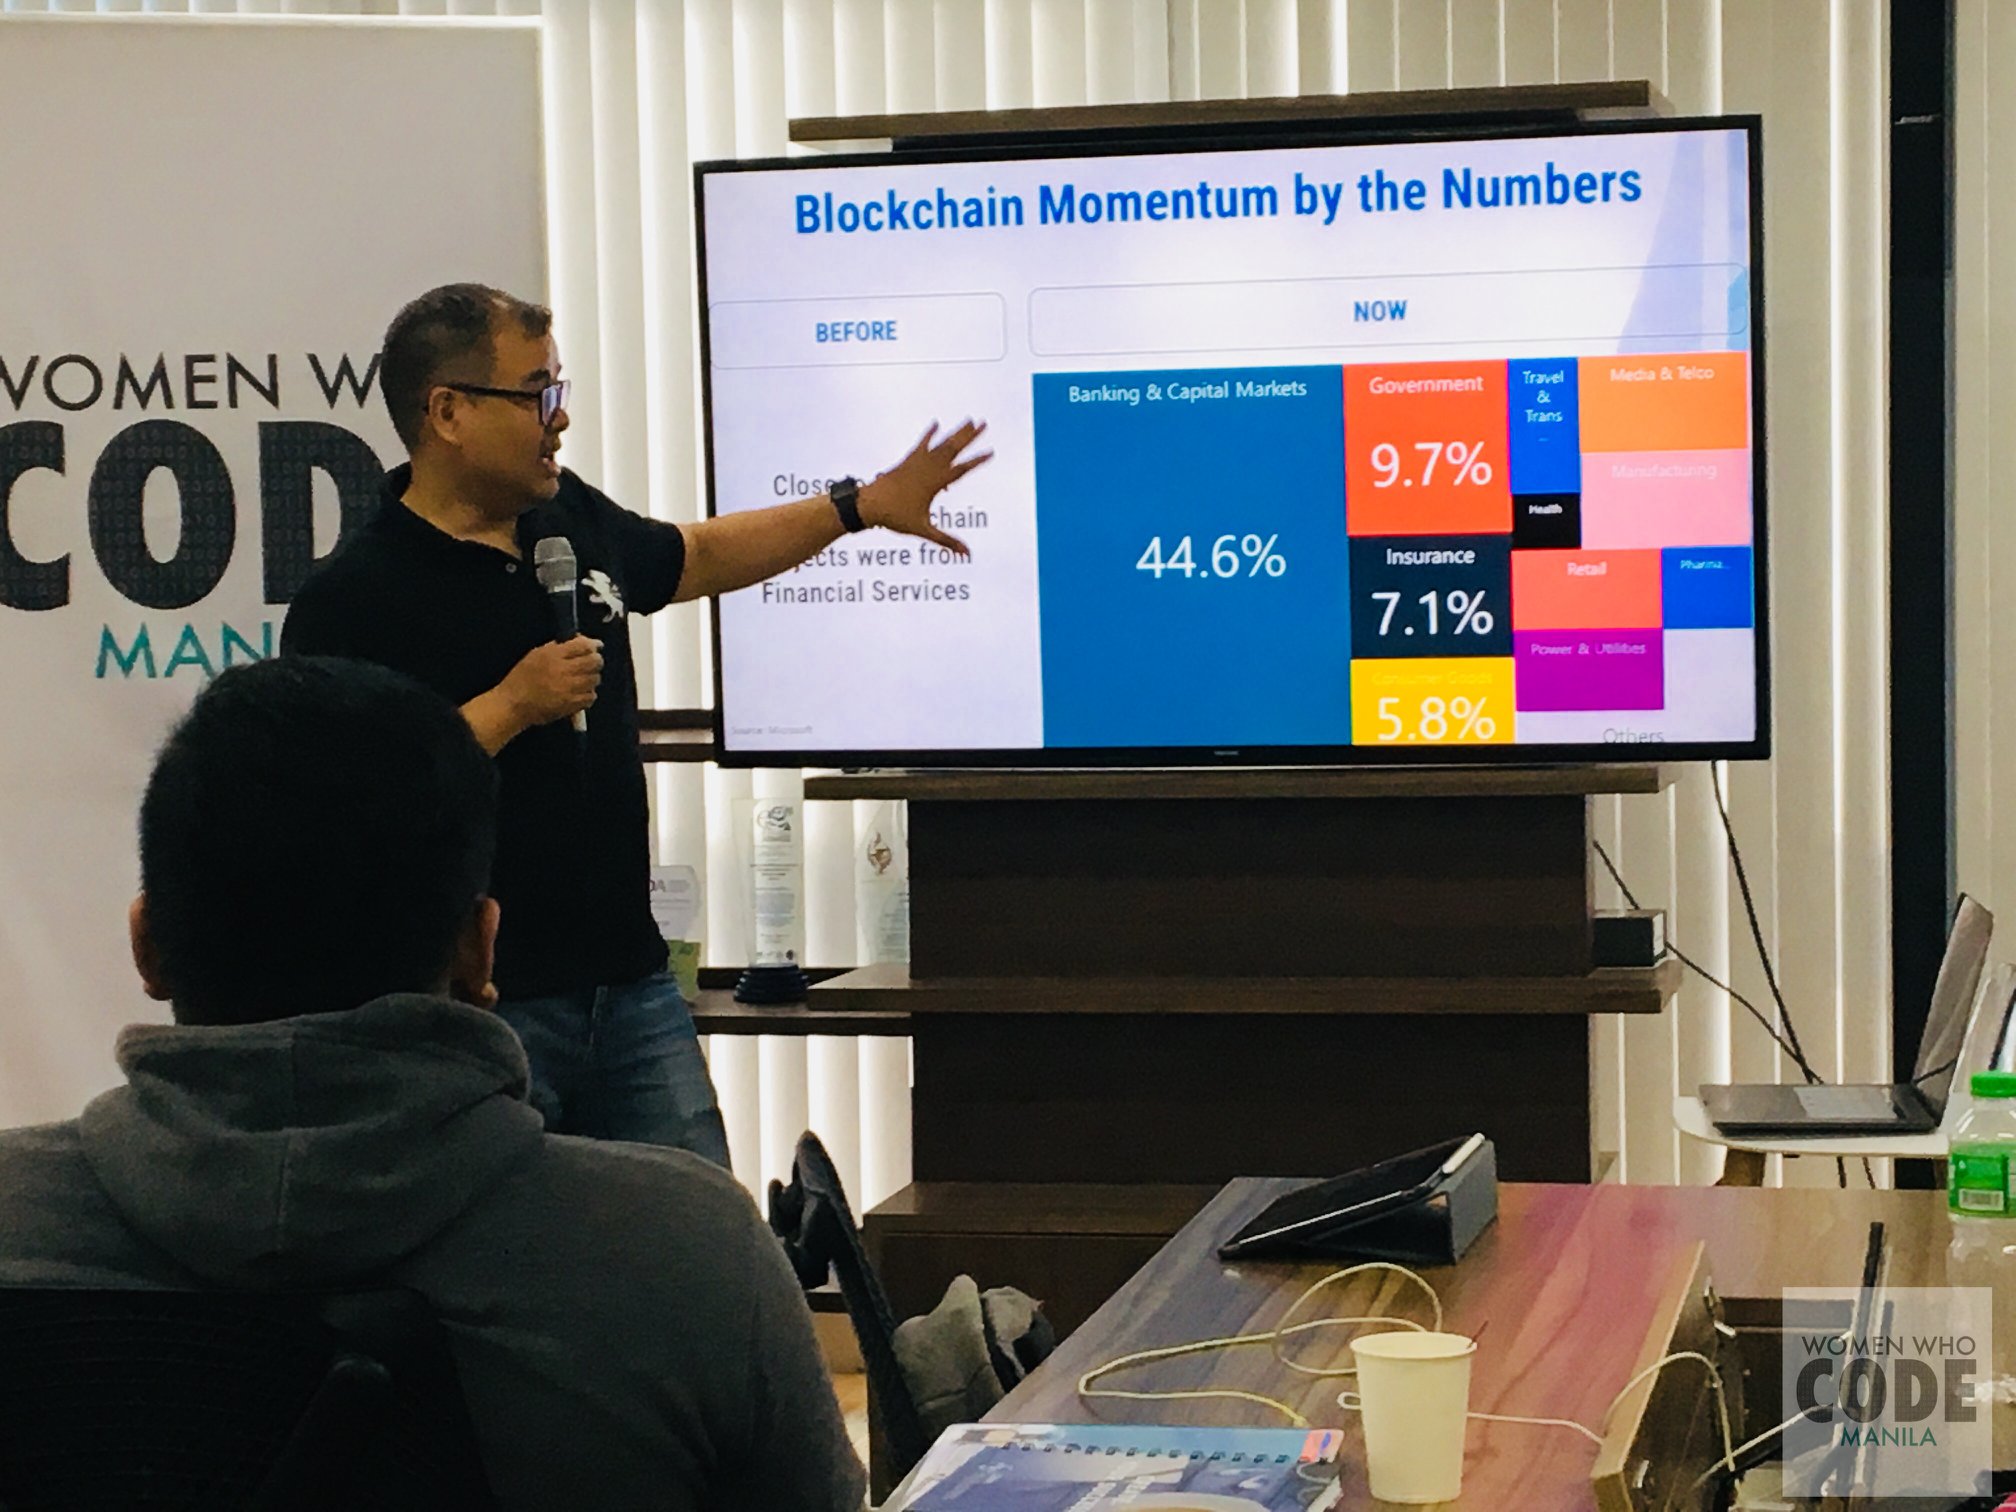 WOMEN W
COD
MAN
Blockchain Momentum by the Numbers
BEFORE
NOW
Close
chain
ects were from
Financial Services
Source: Microsoft
Banking & Capital Markets
44.6%
Government
9.7%
Insurance
7.1%
Consumer Goods
5.8%
Travel
&
Trans
...
Health
Media & Telco
Manufacturing
Retail
Pharma...
Power & Utilities
Others
WOMEN WHO
CODE
MANILA